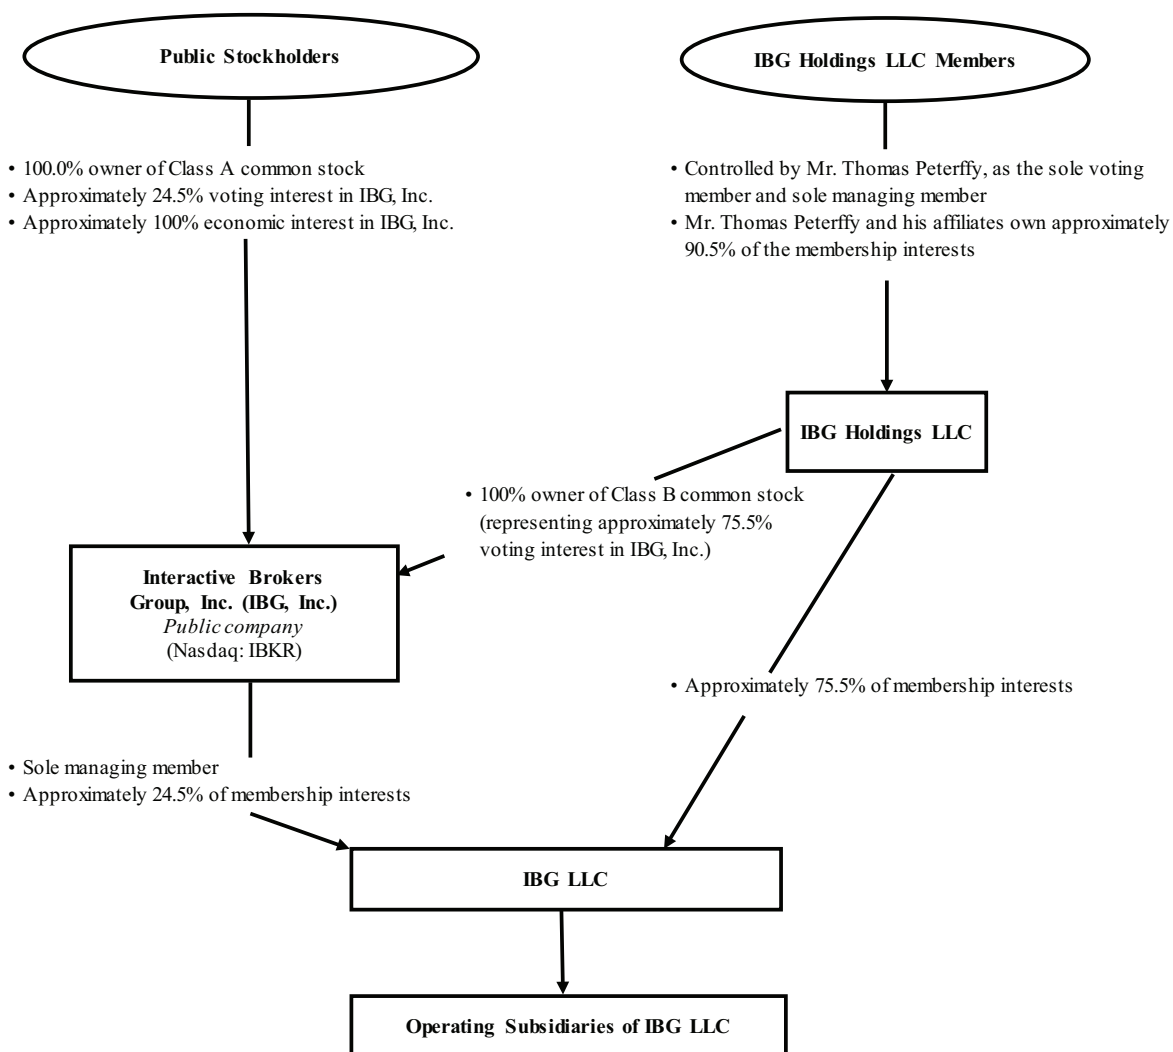 Public Stockholders
IBG Holdings LLC Members
• 100.0% owner of Class A common stock
• Approximately 24.5% voting interest in IBG, Inc.
• Approximately 100% economic interest in IBG, Inc.
• Controlled by Mr. Thomas Peterffy, as the sole voting
member and sole managing member
• Mr. Thomas Peterffy and his affiliates own approximately
90.5% of the membership interests
IBG Holdings LLC
• 100% owner of Class B common stock
(representing approximately 75.5%
voting interest in IBG, Inc.)
Interactive Brokers
Group, Inc. (IBG, Inc.)
Public company
(Nasdaq: IBKR)
• Approximately 75.5% of membership interests
• Sole managing member
• Approximately 24.5% of membership interests
IBG LLC
Operating Subsidiaries of IBG LLC